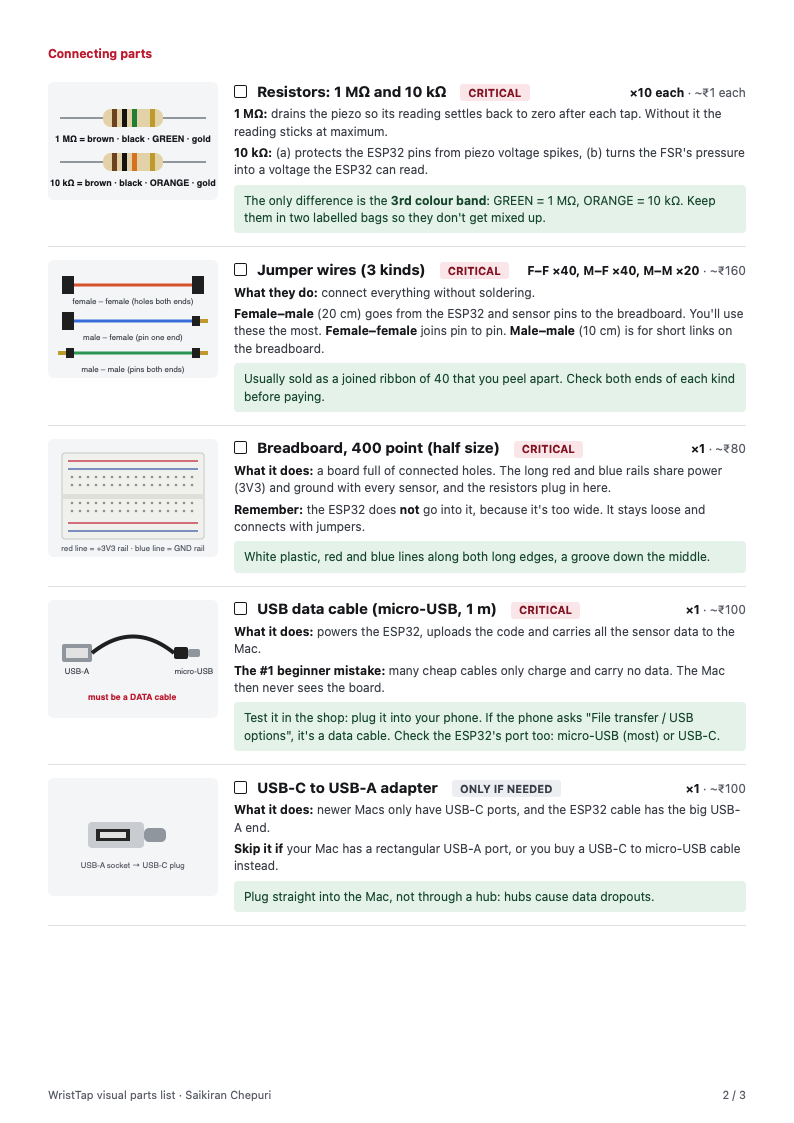 Connecting parts
1 MΩ = brown · black · GREEN · gold
10 kΩ = brown · black · ORANGE · gold
Resistors: 1 MΩ and 10 kΩ CRITICAL ×10 each · ~₹1 each
1 MΩ: drains the piezo so its reading settles back to zero after each tap. Without it the
reading sticks at maximum.
10 kΩ: (a) protects the ESP32 pins from piezo voltage spikes, (b) turns the FSR's pressure
into a voltage the ESP32 can read.
The only difference is the 3rd colour band: GREEN = 1 MΩ, ORANGE = 10 kΩ. Keep
them in two labelled bags so they don't get mixed up.
female – female (holes both ends)
male – female (pin one end)
male – male (pins both ends)
Jumper wires (3 kinds) CRITICAL F–F ×40, M–F ×40, M–M ×20 · ~₹160
What they do: connect everything without soldering.
Female–male (20 cm) goes from the ESP32 and sensor pins to the breadboard. You'll use
these the most. Female–female joins pin to pin. Male–male (10 cm) is for short links on
the breadboard.
Usually sold as a joined ribbon of 40 that you peel apart. Check both ends of each kind
before paying.
red line = +3V3 rail · blue line = GND rail
Breadboard, 400 point (half size) CRITICAL ×1 · ~₹80
What it does: a board full of connected holes. The long red and blue rails share power
(3V3) and ground with every sensor, and the resistors plug in here.
Remember: the ESP32 does not go into it, because it's too wide. It stays loose and
connects with jumpers.
White plastic, red and blue lines along both long edges, a groove down the middle.
USB-A micro-USB
must be a DATA cable
USB data cable (micro-USB, 1 m) CRITICAL ×1 · ~₹100
What it does: powers the ESP32, uploads the code and carries all the sensor data to the
Mac.
The #1 beginner mistake: many cheap cables only charge and carry no data. The Mac
then never sees the board.
Test it in the shop: plug it into your phone. If the phone asks "File transfer / USB
options", it's a data cable. Check the ESP32's port too: micro-USB (most) or USB-C.
USB-A socket → USB-C plug
USB-C to USB-A adapter ONLY IF NEEDED ×1 · ~₹100
What it does: newer Macs only have USB-C ports, and the ESP32 cable has the big USB-
A end.
Skip it if your Mac has a rectangular USB-A port, or you buy a USB-C to micro-USB cable
instead.
Plug straight into the Mac, not through a hub: hubs cause data dropouts.
WristTap visual parts list · Saikiran Chepuri 2 / 3